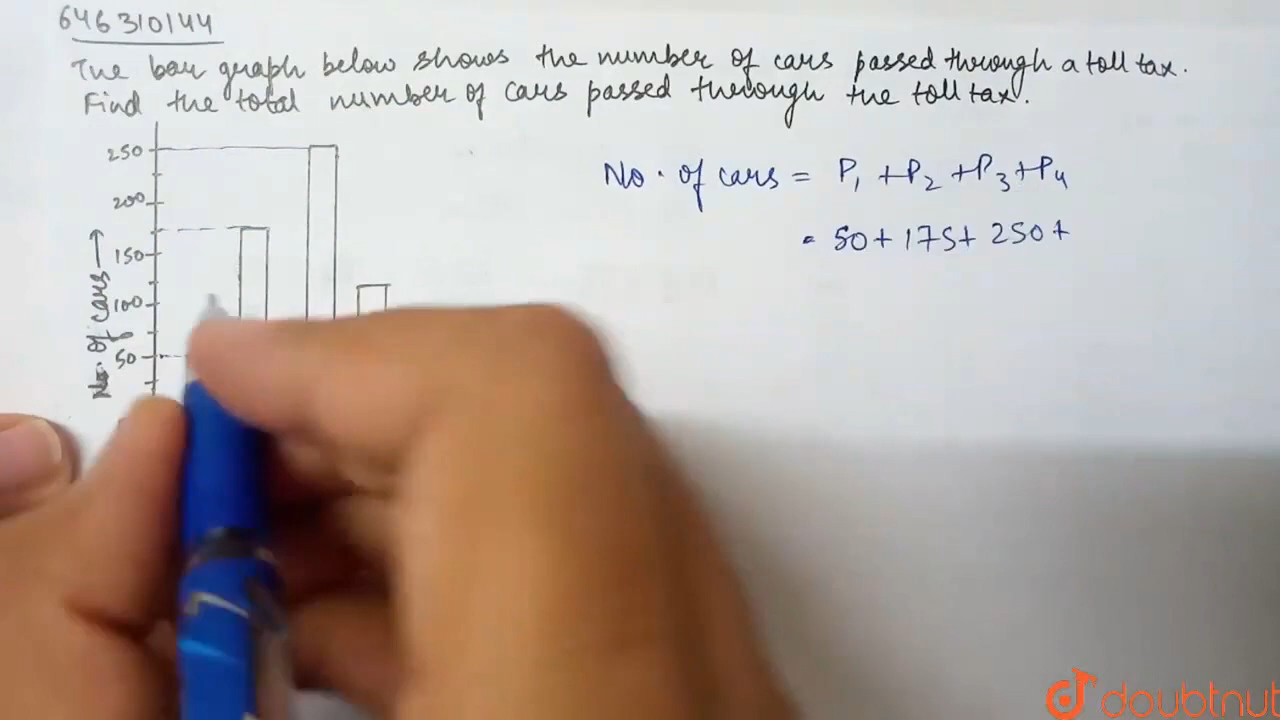 646310144
The bar graph below shows the number of cars passed through a toll tax.
Find the total number of cars passed through the toll tax.
250
200
150
100
50
No. of cars
No. of cars = P1 + P2 + P3 + P4
= 50 + 175 + 250 +
doubtnut